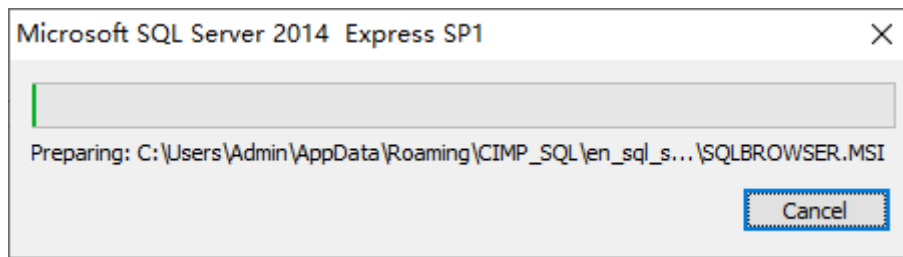 Microsoft SQL Server 2014  Express SP1
Preparing: C:\Users\Admin\AppData\Roaming\CIMP_SQL\en_sql_s...\SQLBROWSER.MSI
Cancel